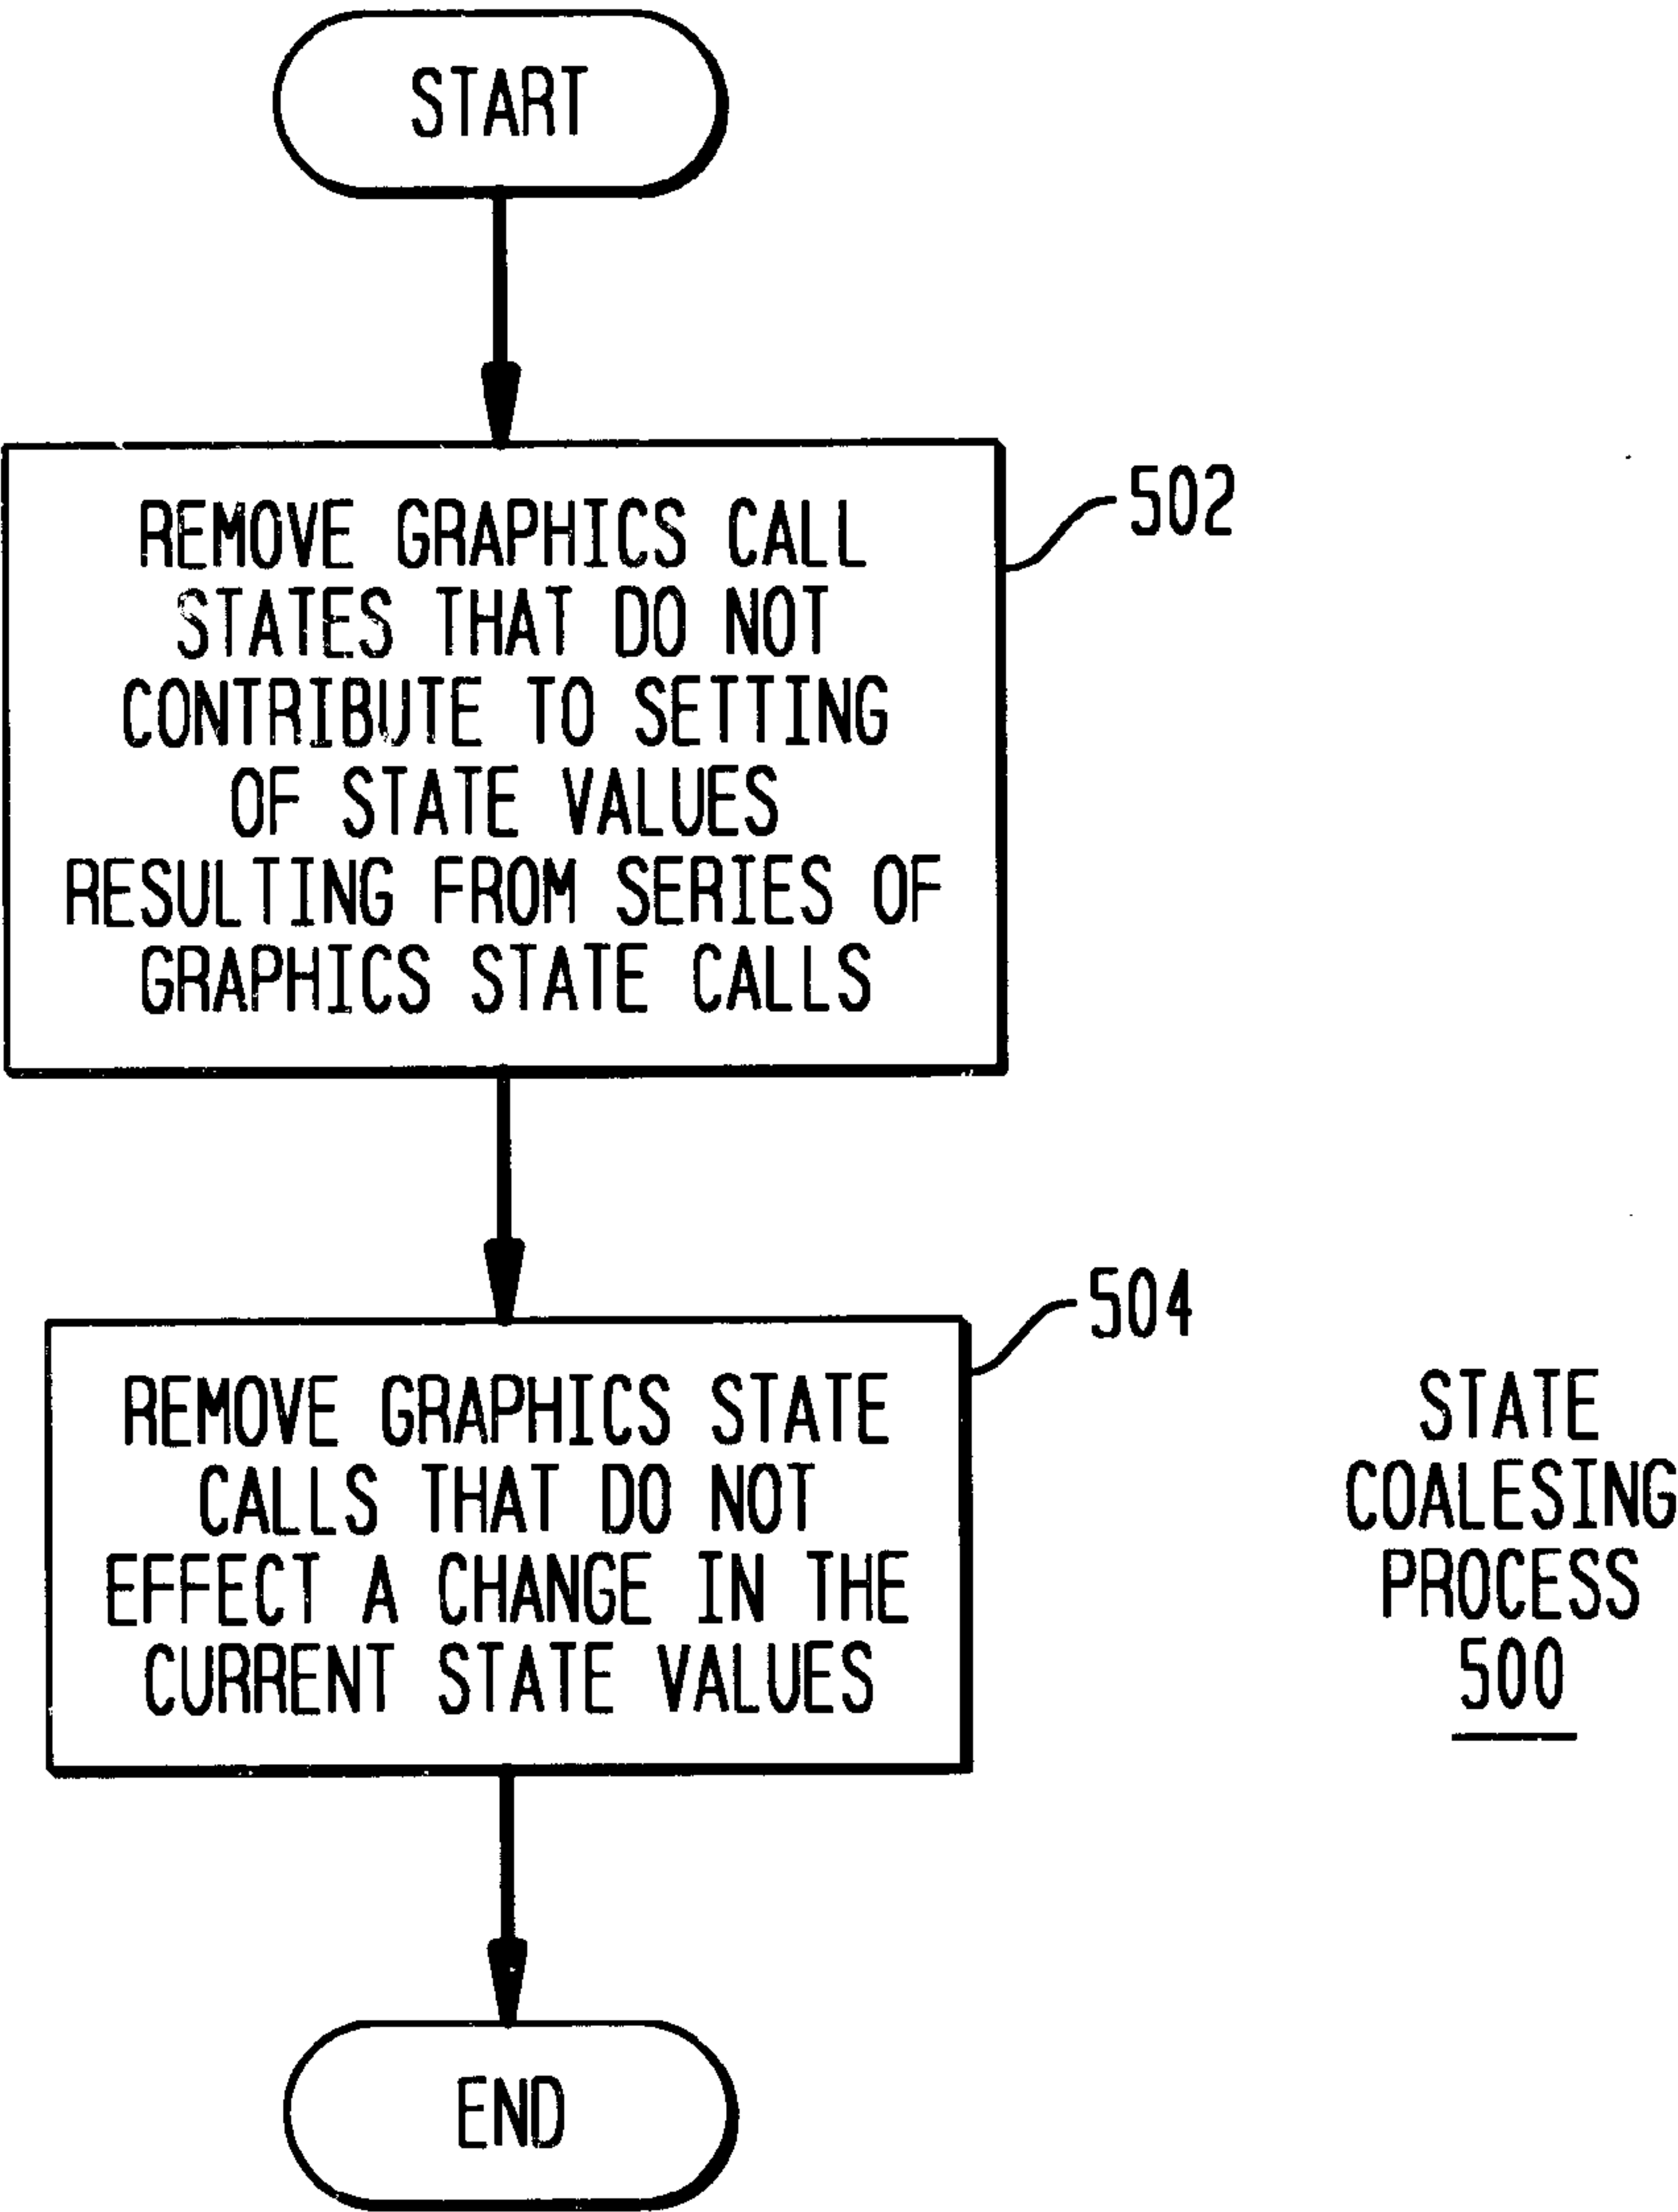 START
REMOVE GRAPHICS CALL
STATES THAT DO NOT
CONTRIBUTE TO SETTING
OF STATE VALUES
RESULTING FROM SERIES OF
GRAPHICS STATE CALLS
502
REMOVE GRAPHICS STATE
CALLS THAT DO NOT
EFFECT A CHANGE IN THE
CURRENT STATE VALUES
504
STATE
COALESING
PROCESS
500
END